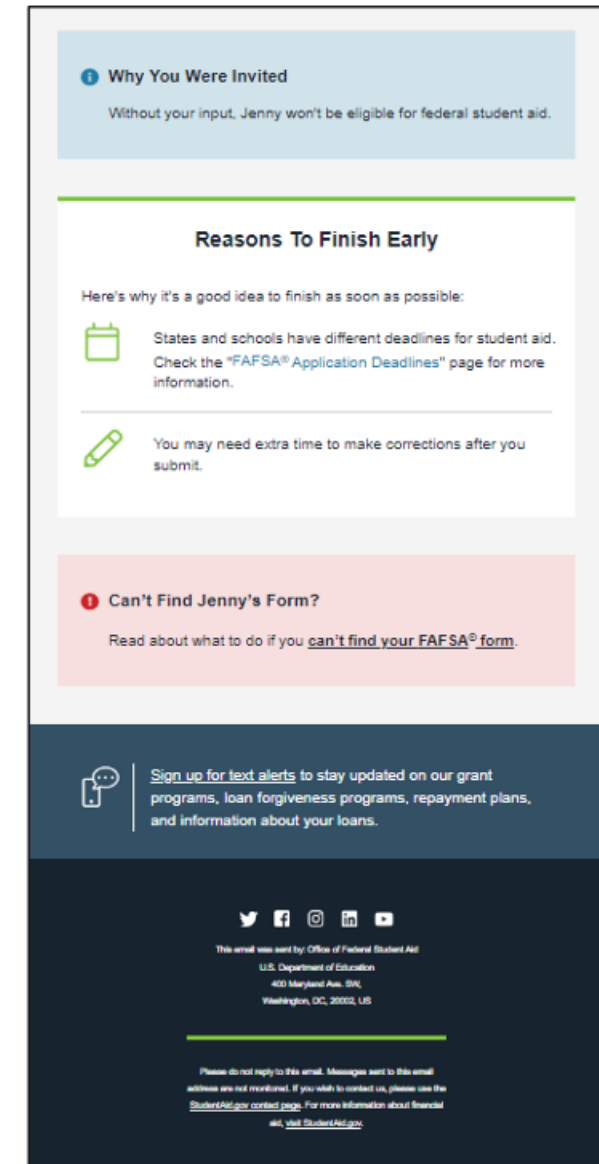 Why You Were Invited
Without your input, Jenny won't be eligible for federal student aid.
Reasons To Finish Early
Here's why it's a good idea to finish as soon as possible:
States and schools have different deadlines for student aid.
Check the "FAFSA® Application Deadlines" page for more
information.
You may need extra time to make corrections after you
submit.
Can't Find Jenny's Form?
Read about what to do if you can't find your FAFSA® form.
Sign up for text alerts to stay updated on our grant
programs, loan forgiveness programs, repayment plans,
and information about your loans.
This email was sent by: Office of Federal Student Aid
U.S. Department of Education
400 Maryland Ave. SW,
Washington, DC, 20002, US
Please do not reply to this email. Messages sent to this email
address are not monitored. If you wish to contact us, please use the
StudentAid.gov contact page. For more information about financial
aid, visit StudentAid.gov.